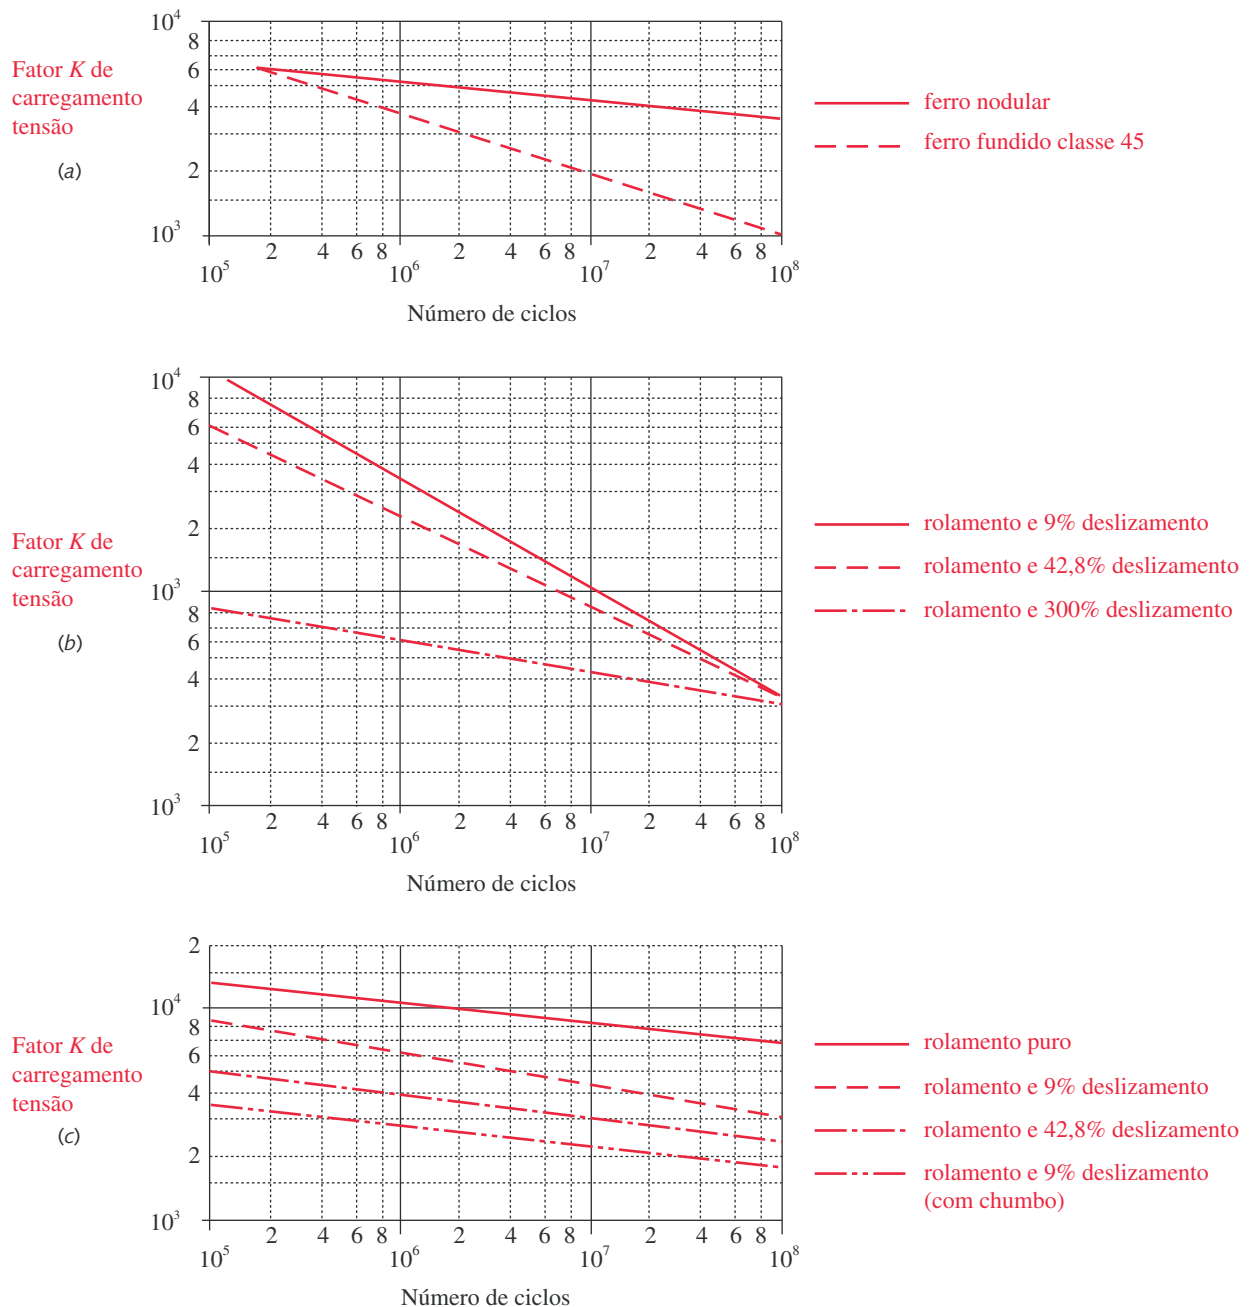 10⁴
8
6
4
2
10³
Fator K de
carregamento
tensão
(a)
2 4 6 8 2 4 6 8 2 4 6 8
10⁵ 10⁶ 10⁷ 10⁸
Número de ciclos
ferro nodular
ferro fundido classe 45
10⁴
8
6
4
2
10³
8
6
4
2
10³
Fator K de
carregamento
tensão
(b)
2 4 6 8 2 4 6 8 2 4 6 8
10⁵ 10⁶ 10⁷ 10⁸
Número de ciclos
rolamento e 9% deslizamento
rolamento e 42,8% deslizamento
rolamento e 300% deslizamento
2
10⁴
8
6
4
2
10³
Fator K de
carregamento
tensão
(c)
2 4 6 8 2 4 6 8 2 4 6 8
10⁵ 10⁶ 10⁷ 10⁸
Número de ciclos
rolamento puro
rolamento e 9% deslizamento
rolamento e 42,8% deslizamento
rolamento e 9% deslizamento
(com chumbo)